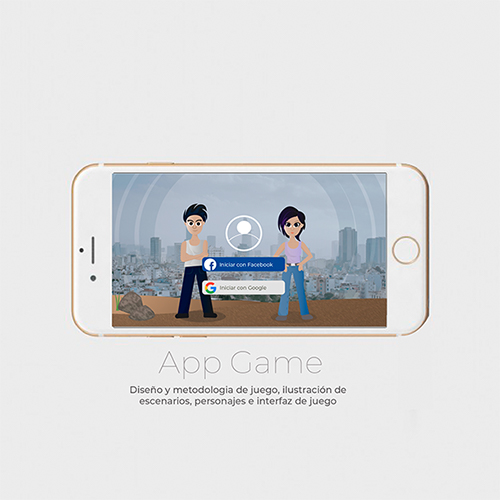 Iniciar con Facebook
Iniciar con Google
App Game
Diseño y metodologia de juego, ilustración de
escenarios, personajes e interfaz de juego